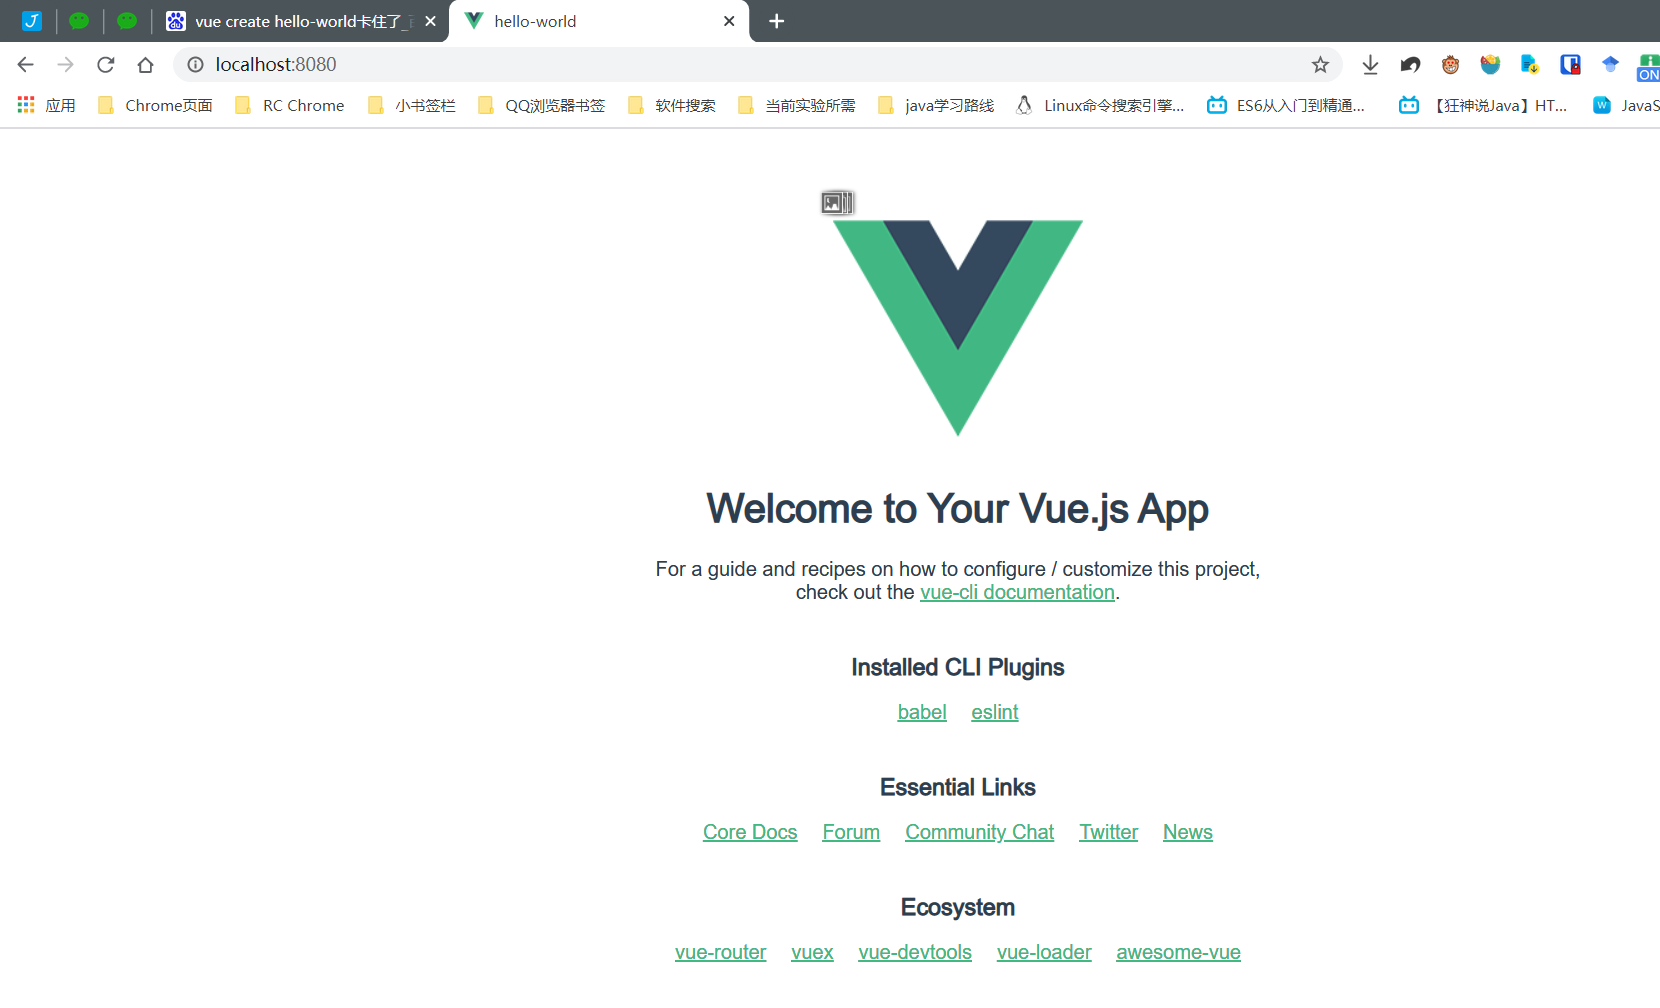 vue create hello-world卡住了_
hello-world
localhost:8080
应用 Chrome页面 RC Chrome 小书签栏 QQ浏览器书签 软件搜索 当前实验所需 java学习路线 Linux命令搜索引擎... ES6从入门到精通... 【狂神说Java】HT... W JavaS
ON
Welcome to Your Vue.js App
For a guide and recipes on how to configure / customize this project,
check out the vue-cli documentation.
Installed CLI Plugins
babel eslint
Essential Links
Core Docs Forum Community Chat Twitter News
Ecosystem
vue-router vuex vue-devtools vue-loader awesome-vue